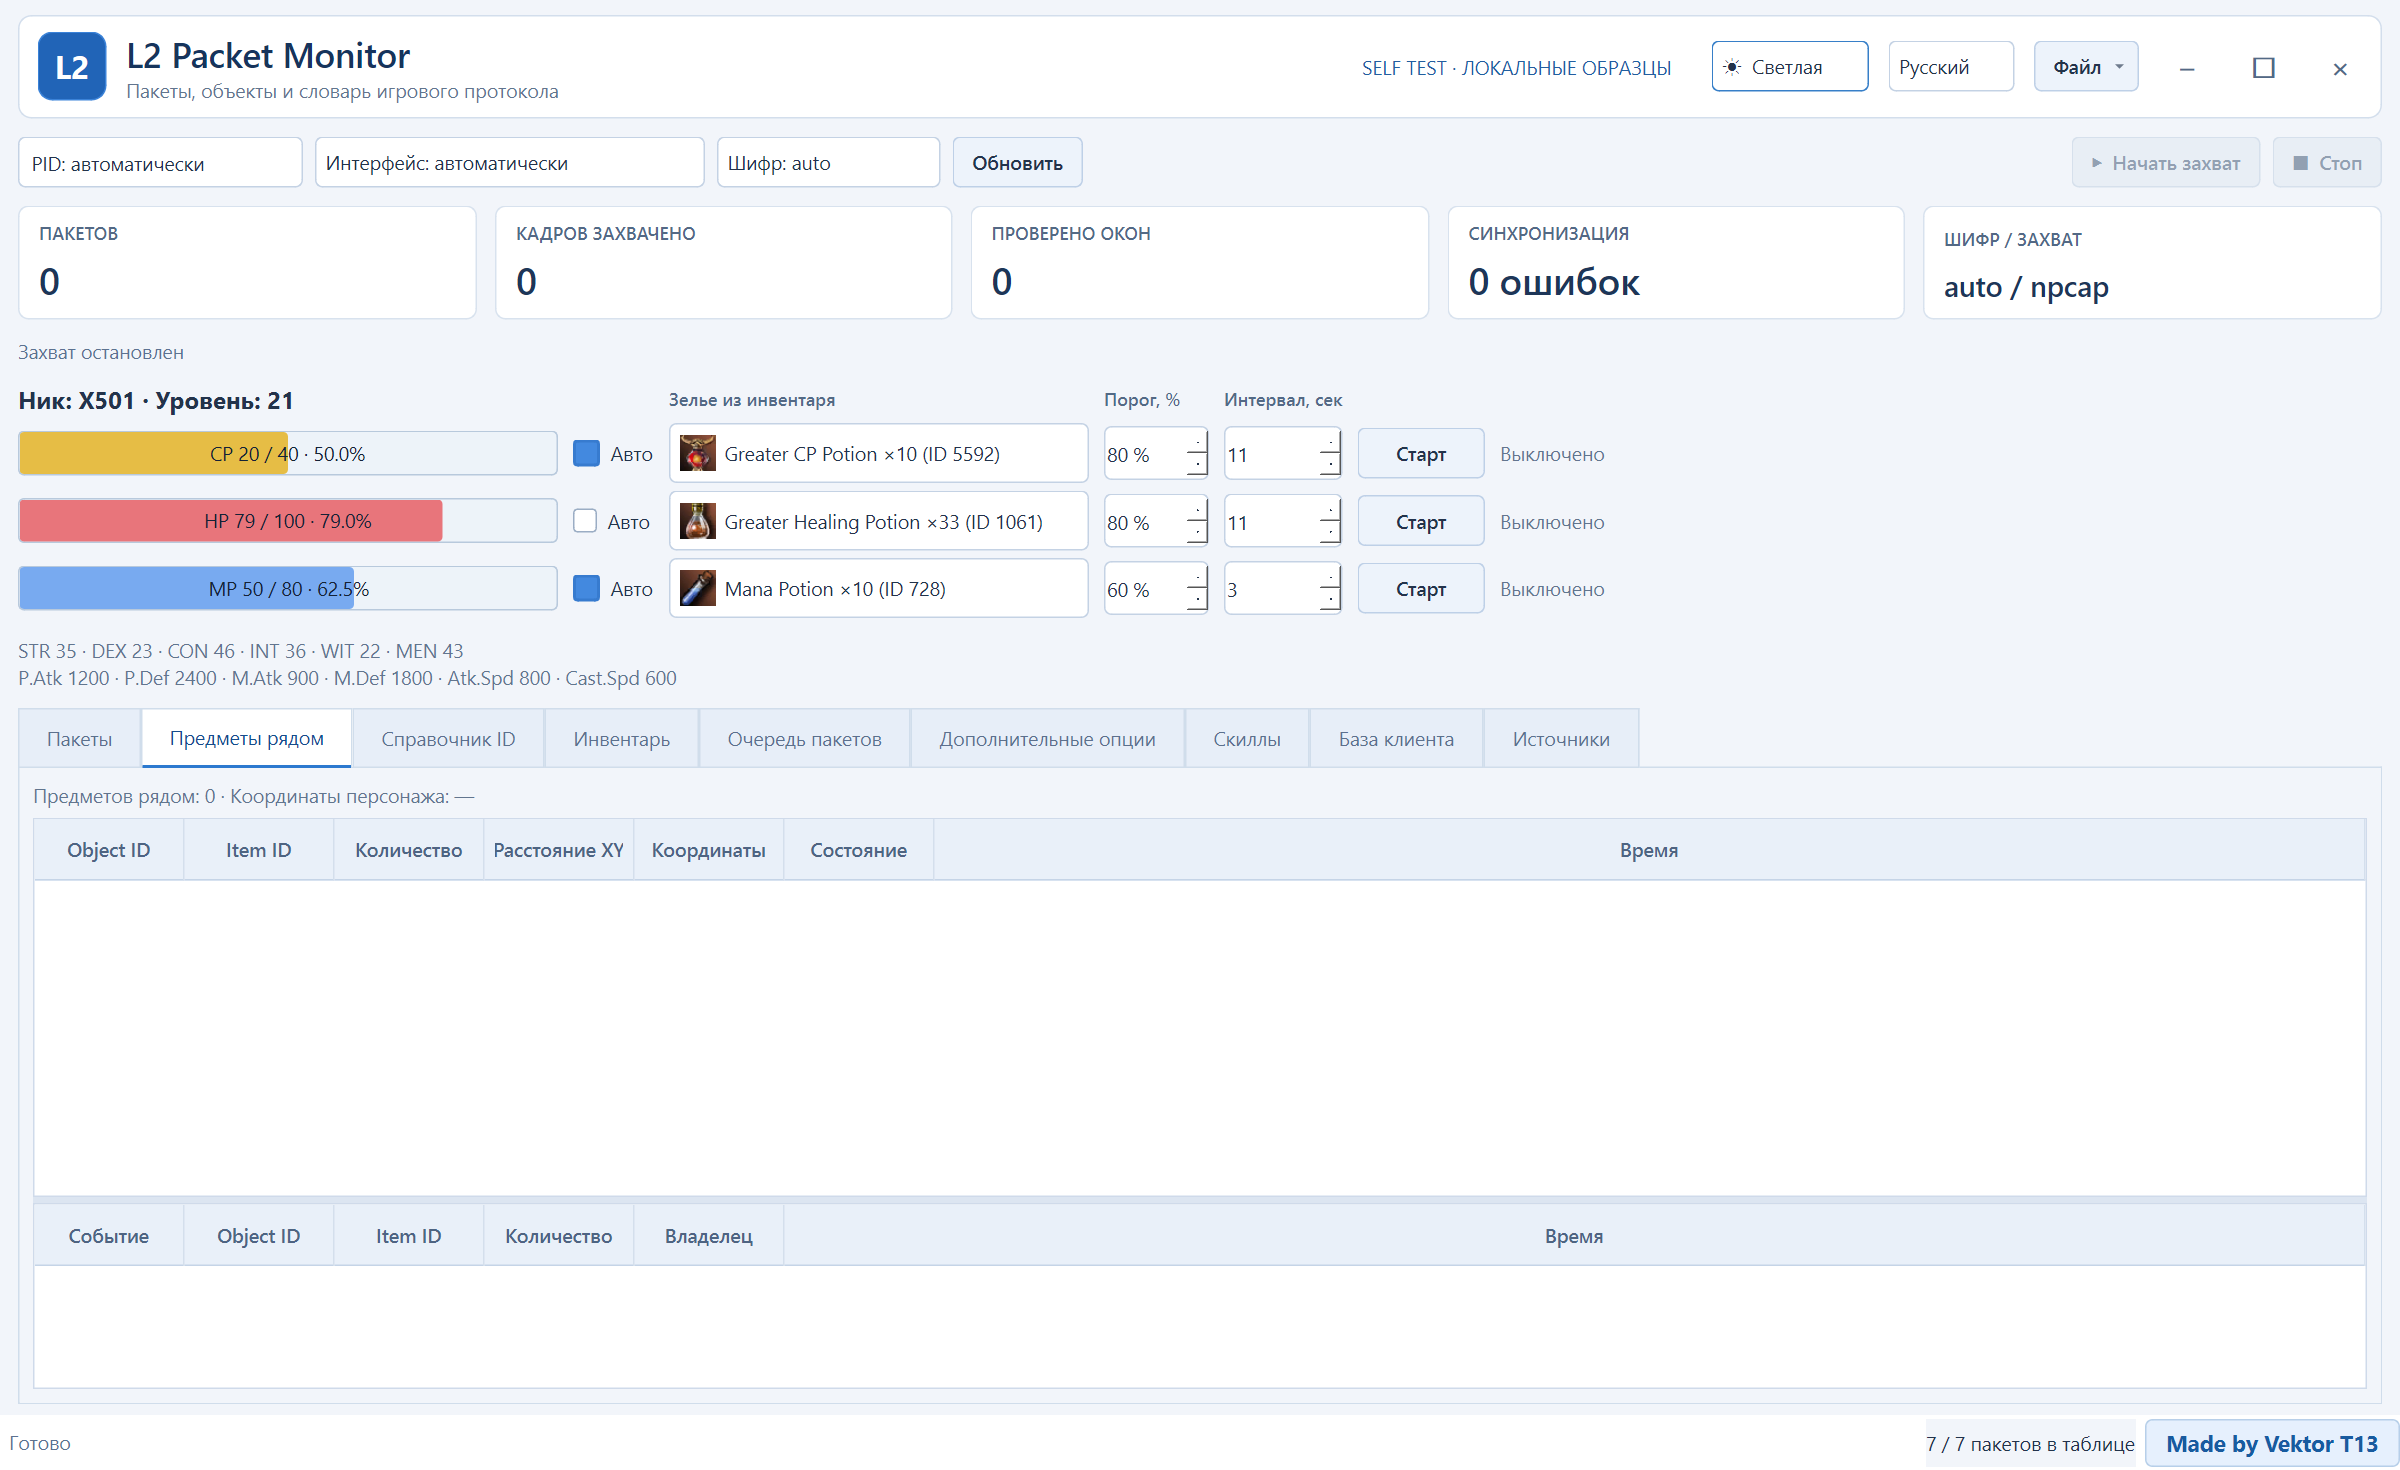 L2 L2 Packet Monitor
Пакеты, объекты и словарь игрового протокола
SELF TEST · ЛОКАЛЬНЫЕ ОБРАЗЦЫ Светлая Русский Файл
PID: автоматически Интерфейс: автоматически Шифр: auto Обновить Начать захват Стоп
ПАКЕТОВ КАДРОВ ЗАХВАЧЕНО ПРОВЕРЕНО ОКОН СИНХРОНИЗАЦИЯ ШИФР / ЗАХВАТ
0 0 0 0 ошибок auto / npcap
Захват остановлен
Ник: X501 · Уровень: 21 Зелье из инвентаря Порог, % Интервал, сек
CP 20 / 40 · 50.0% Авто Greater CP Potion ×10 (ID 5592) 80 % 11 Старт Выключено
HP 79 / 100 · 79.0% Авто Greater Healing Potion ×33 (ID 1061) 80 % 11 Старт Выключено
MP 50 / 80 · 62.5% Авто Mana Potion ×10 (ID 728) 60 % 3 Старт Выключено
STR 35 · DEX 23 · CON 46 · INT 36 · WIT 22 · MEN 43
P.Atk 1200 · P.Def 2400 · M.Atk 900 · M.Def 1800 · Atk.Spd 800 · Cast.Spd 600
Пакеты Предметы рядом Справочник ID Инвентарь Очередь пакетов Дополнительные опции Скиллы База клиента Источники
Предметов рядом: 0 · Координаты персонажа: —
Object ID Item ID Количество Расстояние XY Координаты Состояние Время
Событие Object ID Item ID Количество Владелец Время
Готово 7 / 7 пакетов в таблице Made by Vektor T13